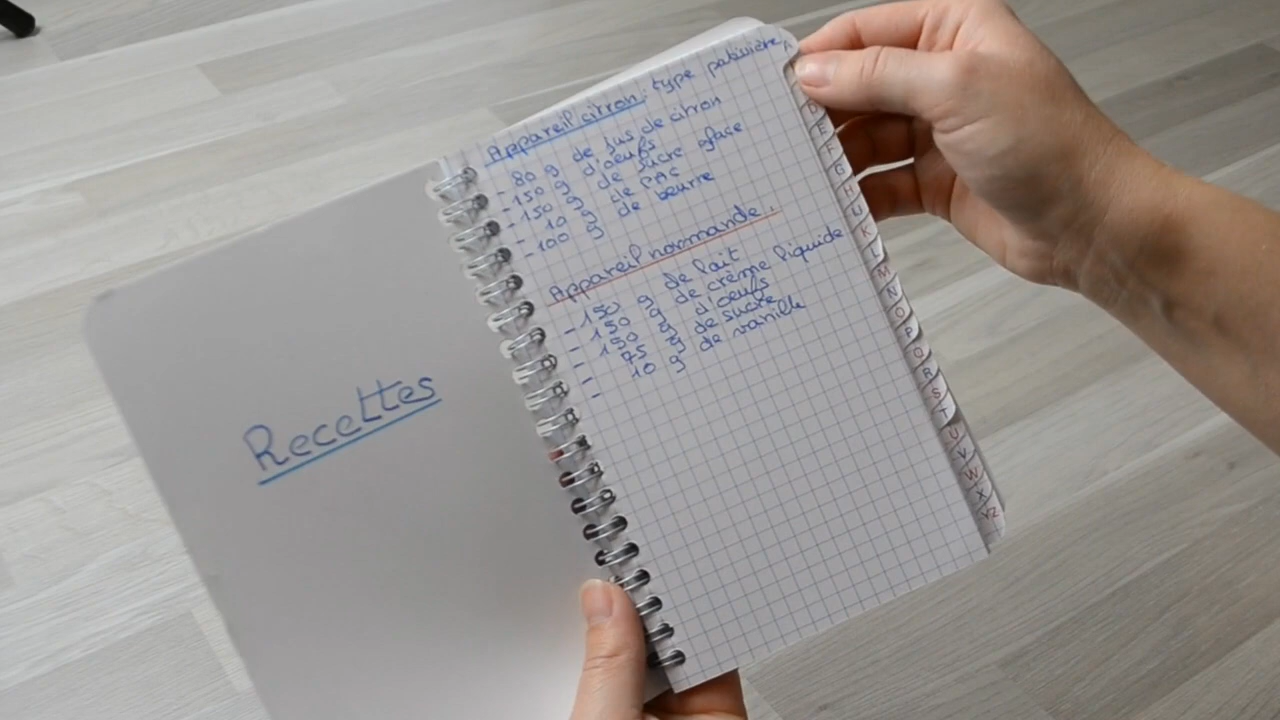 Recettes
Appareil citron : type patissière
- 80 g de jus de citron
- 150 g d'oeufs
- 150 g de sucre glace
- 10 g de PAC
- 100 g de beurre
Appareil normande :
- 150 g de lait
- 150 g de crème liquide
- 150 g d'oeufs
- 75 g de sucre
- 10 g de vanille
A
D
E
F
G
H
K
L
M
N
O
P
Q
R
S
T
U
V
W
X
YZ